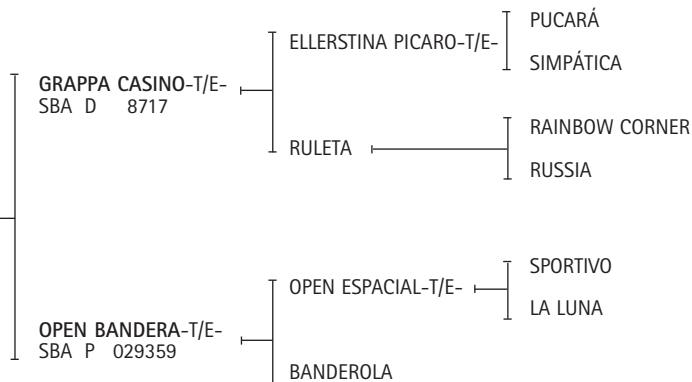 PUCARÁ
ELLERSTINA PICARO-T/E-
SIMPÁTICA
GRAPPA CASINO-T/E-
SBA D 8717
RAINBOW CORNER
RULETA
RUSSIA
SPORTIVO
OPEN ESPACIAL-T/E-
LA LUNA
OPEN BANDERA-T/E-
SBA P 029359
BANDEROLA